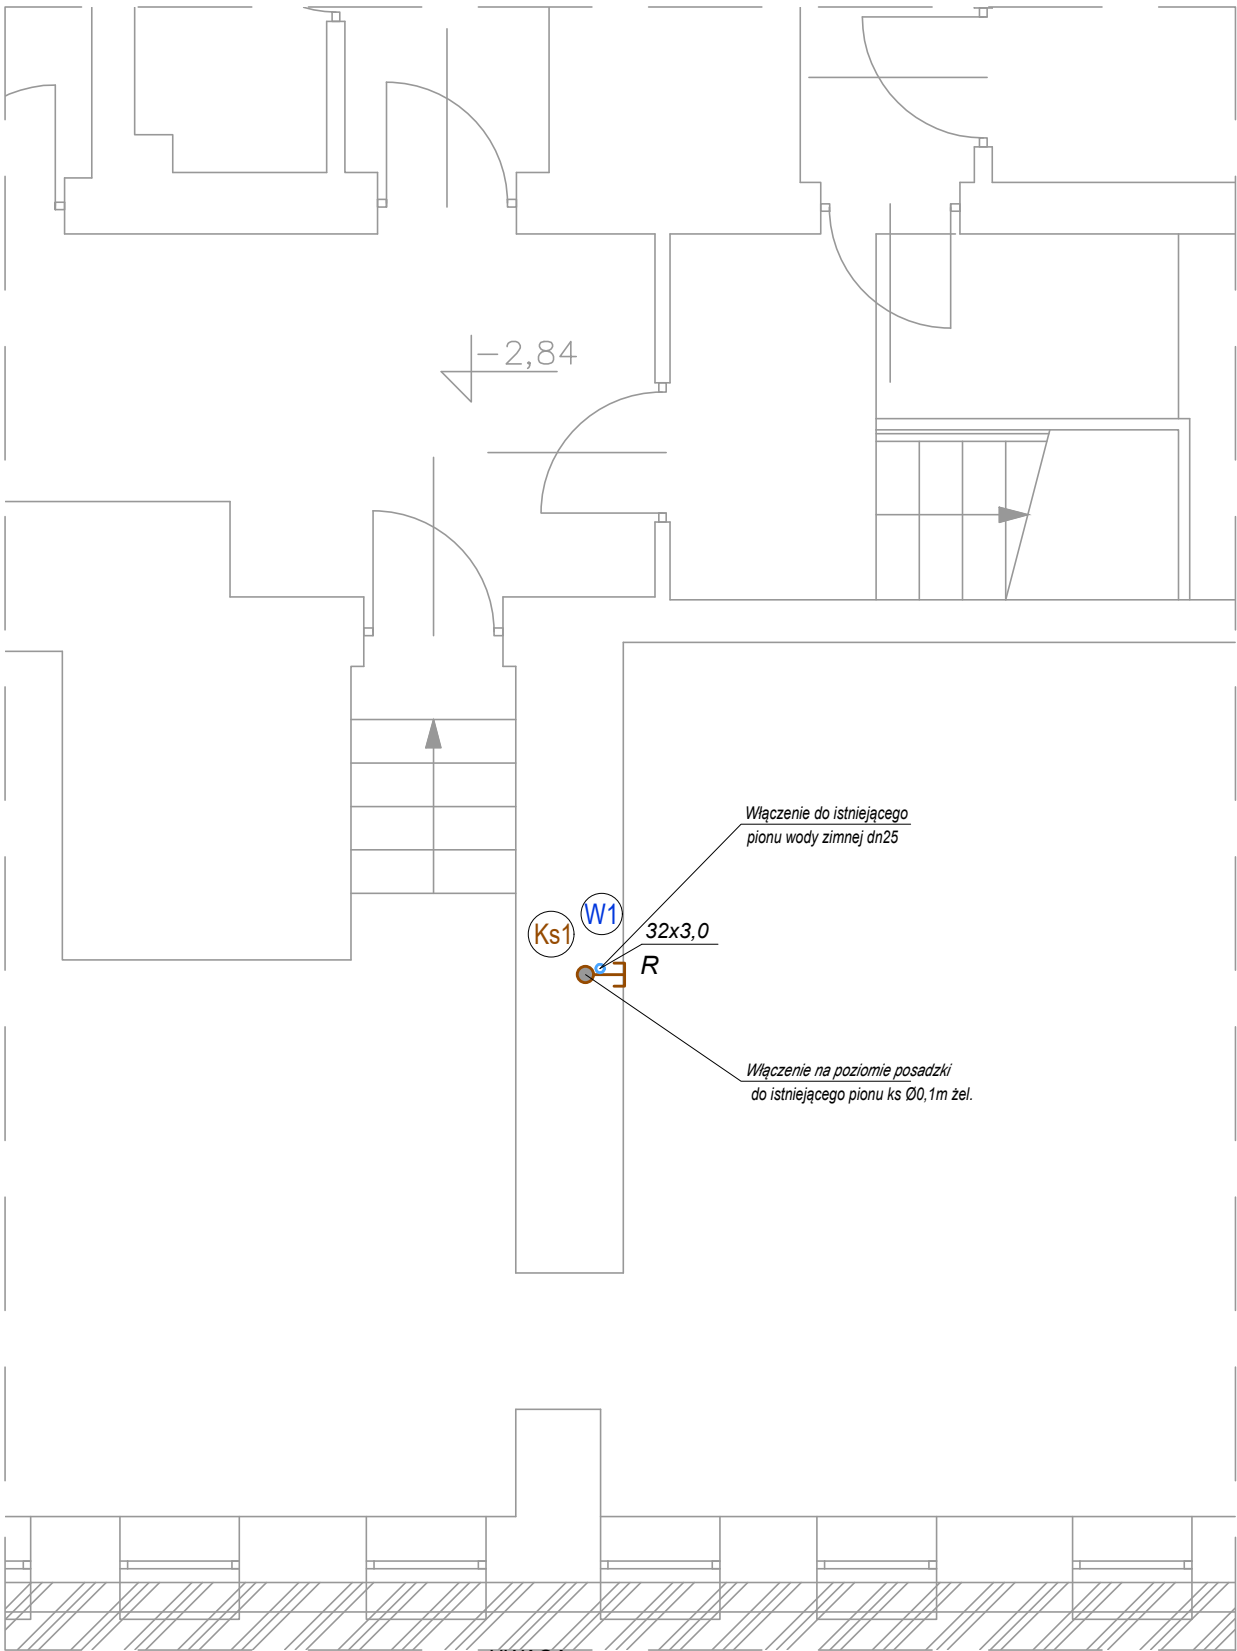 -2,84
Włączenie do istniejącego
pionu wody zimnej dn25
W1
Ks1
32x3,0
R
Włączenie na poziomie posadzki
do istniejącego pionu ks Ø0,1m żel.